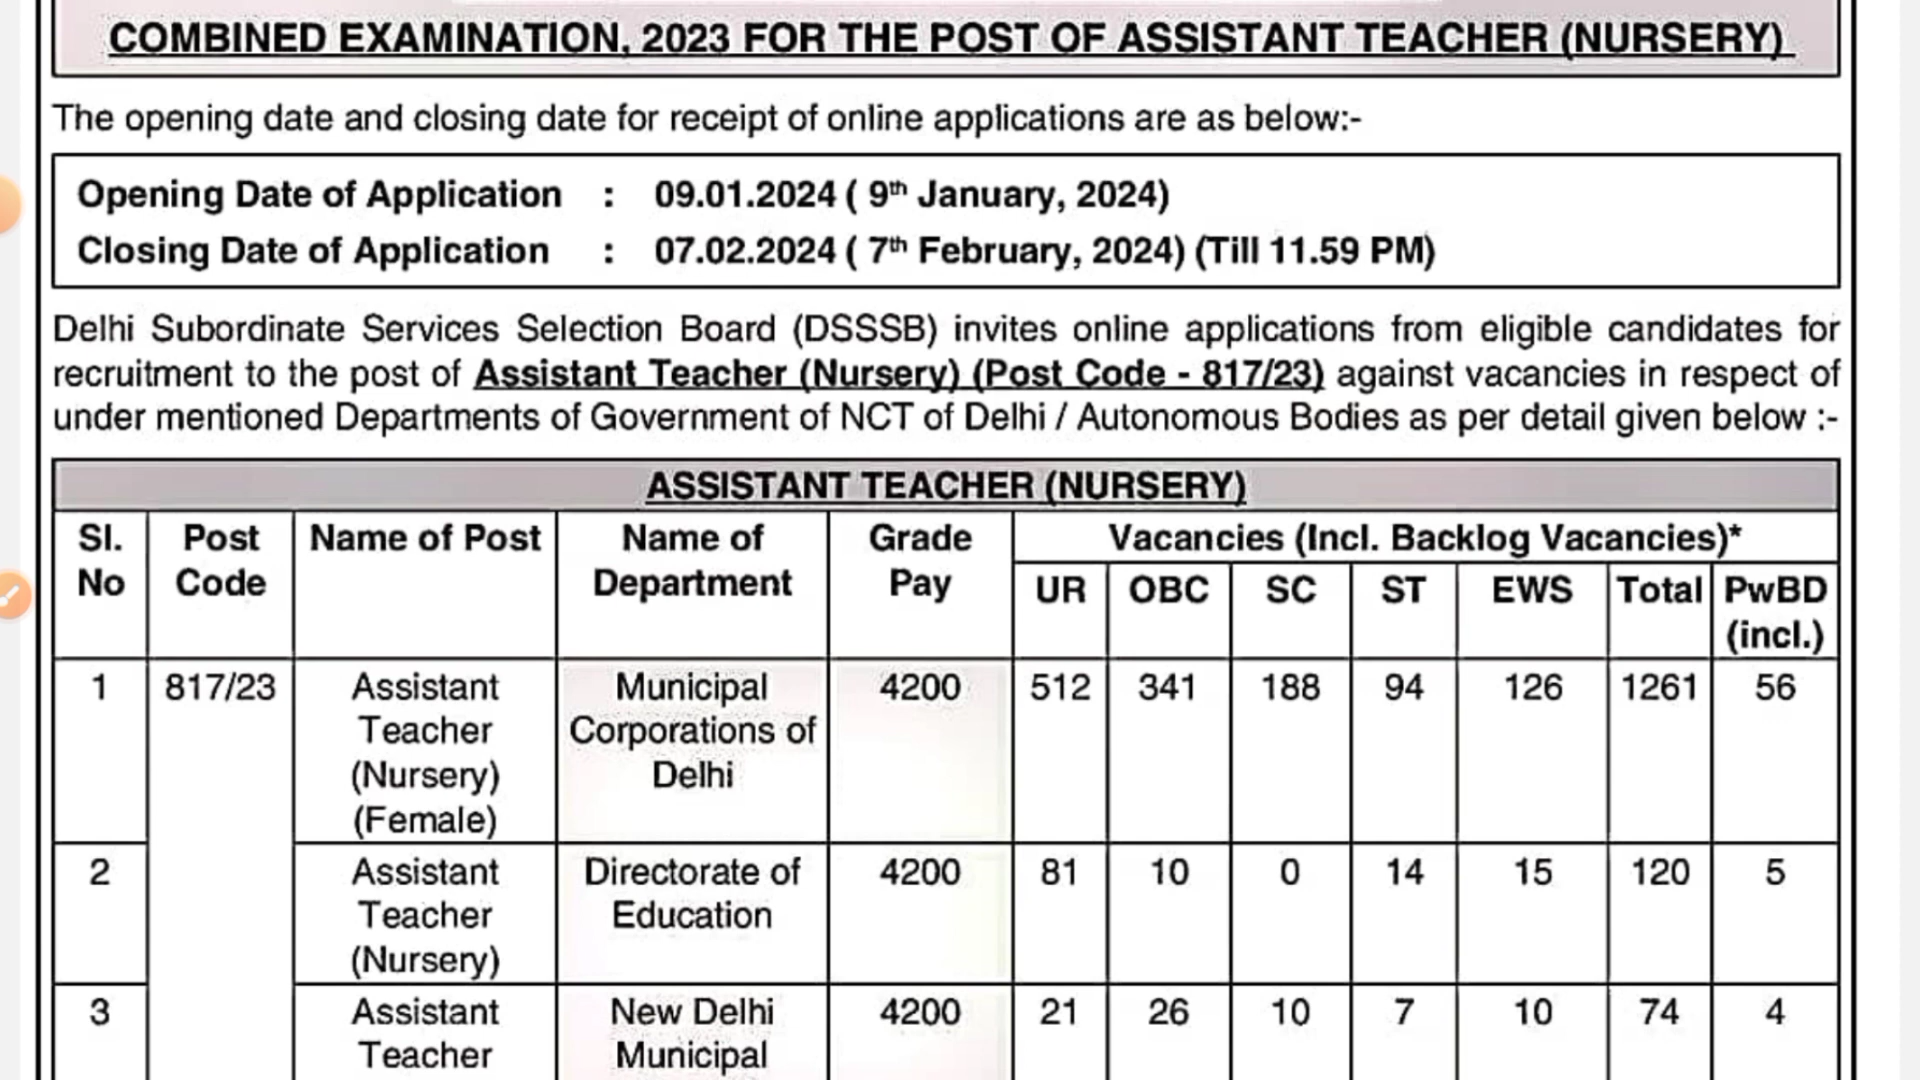 COMBINED EXAMINATION, 2023 FOR THE POST OF ASSISTANT TEACHER (NURSERY)
The opening date and closing date for receipt of online applications are as below:-
Opening Date of Application : 09.01.2024 ( 9th January, 2024)
Closing Date of Application : 07.02.2024 ( 7th February, 2024) (Till 11.59 PM)
Delhi Subordinate Services Selection Board (DSSSB) invites online applications from eligible candidates for
recruitment to the post of Assistant Teacher (Nursery) (Post Code - 817/23) against vacancies in respect of
under mentioned Departments of Government of NCT of Delhi / Autonomous Bodies as per detail given below :-
ASSISTANT TEACHER (NURSERY)
Sl. Post Name of Post Name of Grade Vacancies (Incl. Backlog Vacancies)*
No Code Department Pay UR OBC SC ST EWS Total PwBD
(incl.)
1 817/23 Assistant Municipal 4200 512 341 188 94 126 1261 56
Teacher Corporations of
(Nursery) Delhi
(Female)
2 Assistant Directorate of 4200 81 10 0 14 15 120 5
Teacher Education
(Nursery)
3 Assistant New Delhi 4200 21 26 10 7 10 74 4
Teacher Municipal